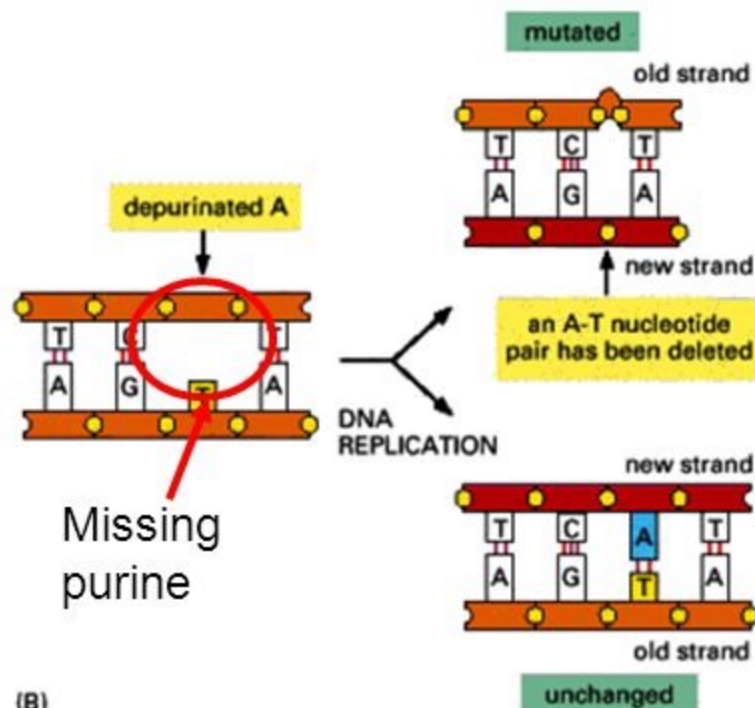 mutated
old strand
T C T
A G A
new strand
an A-T nucleotide
pair has been deleted
depurinated A
T C T
A G T A
Missing
purine
DNA
REPLICATION
new strand
T C A T
A G T A
old strand
unchanged
(B)